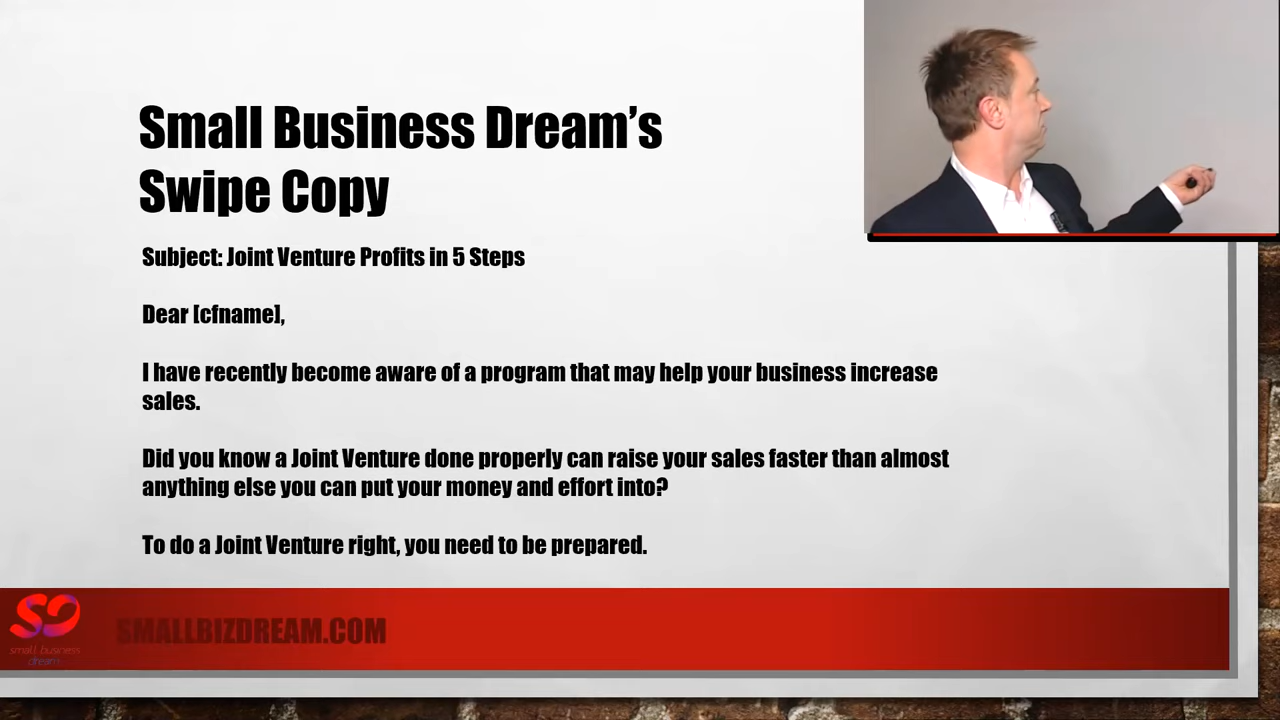 Small Business Dream's
Swipe Copy
Subject: Joint Venture Profits in 5 Steps
Dear [cfname],
I have recently become aware of a program that may help your business increase
sales.
Did you know a Joint Venture done properly can raise your sales faster than almost
anything else you can put your money and effort into?
To do a Joint Venture right, you need to be prepared.
small business
dream
SMALLBIZDREAM.COM